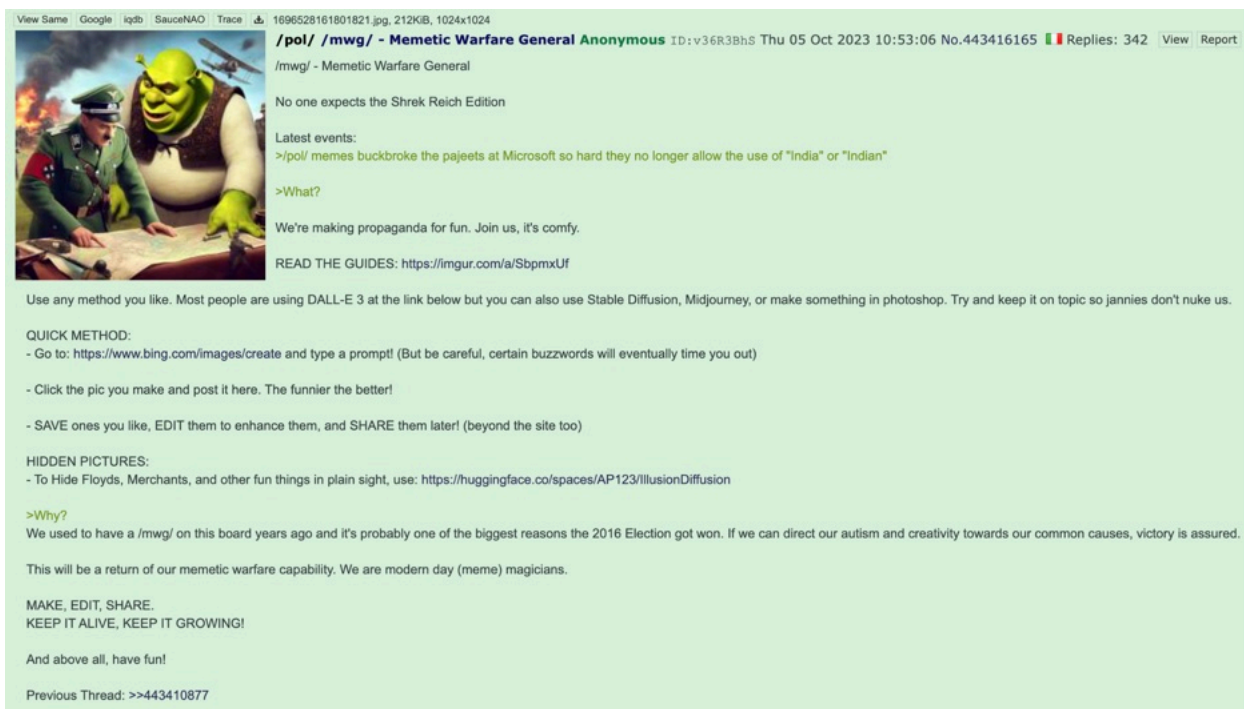 View Same Google iqdb SauceNAO Trace 1696528161801821.jpg, 212KiB, 1024x1024
/pol/ /mwg/ - Memetic Warfare General Anonymous ID:v36R3BhS Thu 05 Oct 2023 10:53:06 No.443416165 Replies: 342 View Report
/mwg/ - Memetic Warfare General
No one expects the Shrek Reich Edition
Latest events:
>/pol/ memes buckbroke the pajeets at Microsoft so hard they no longer allow the use of "India" or "Indian"
>What?
We're making propaganda for fun. Join us, it's comfy.
READ THE GUIDES: https://imgur.com/a/SbpmxUf
Use any method you like. Most people are using DALL-E 3 at the link below but you can also use Stable Diffusion, Midjourney, or make something in photoshop. Try and keep it on topic so jannies don't nuke us.
QUICK METHOD:
- Go to: https://www.bing.com/images/create and type a prompt! (But be careful, certain buzzwords will eventually time you out)
- Click the pic you make and post it here. The funnier the better!
- SAVE ones you like, EDIT them to enhance them, and SHARE them later! (beyond the site too)
HIDDEN PICTURES:
- To Hide Floyds, Merchants, and other fun things in plain sight, use: https://huggingface.co/spaces/AP123/IllusionDiffusion
>Why?
We used to have a /mwg/ on this board years ago and it's probably one of the biggest reasons the 2016 Election got won. If we can direct our autism and creativity towards our common causes, victory is assured.
This will be a return of our memetic warfare capability. We are modern day (meme) magicians.
MAKE, EDIT, SHARE.
KEEP IT ALIVE, KEEP IT GROWING!
And above all, have fun!
Previous Thread: >>443410877